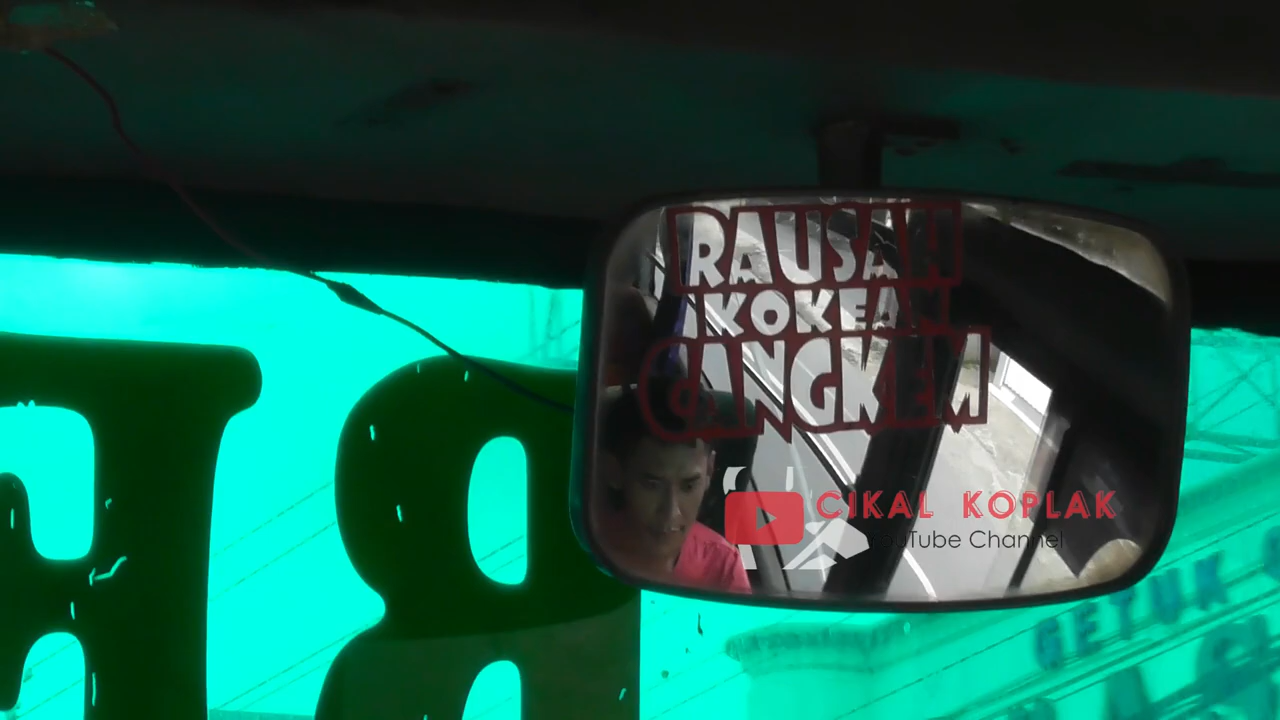 RAUSAH
KOKEAN
CANGKEM
CIKAL KOPLAK
YouTube Channel
GETUK